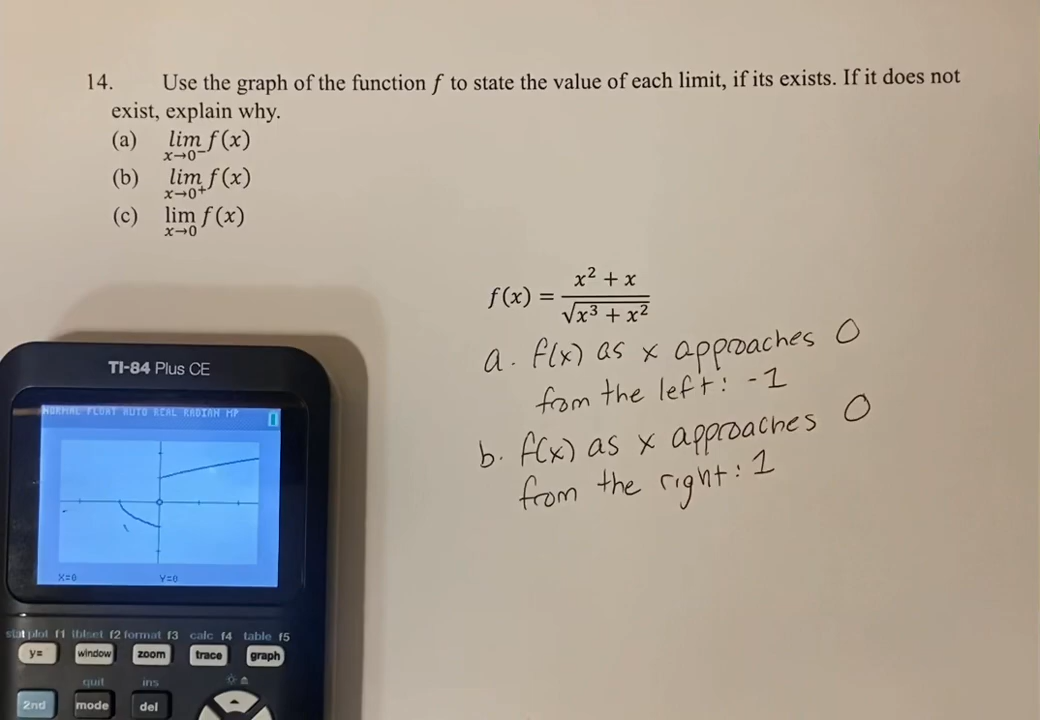 14. Use the graph of the function f to state the value of each limit, if its exists. If it does not
exist, explain why.
(a) lim x→0⁻ f(x)
(b) lim x→0⁺ f(x)
(c) lim x→0 f(x)
f(x) = (x² + x) / √(x³ + x²)
a. f(x) as x approaches 0
from the left: -1
b. f(x) as x approaches 0
from the right: 1
TI-84 Plus CE
NORMAL FLOAT AUTO REAL RADIAN MP
X=0 Y=0
stat plot f1 tblset f2 format f3 calc f4 table f5
y= window zoom trace graph
quit ins
2nd mode del